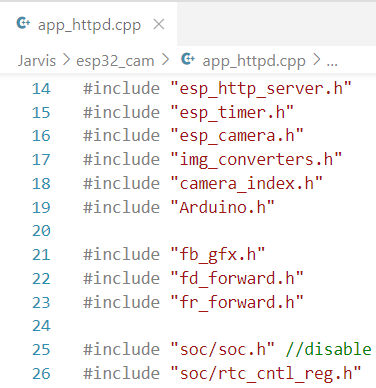 app_httpd.cpp
Jarvis > esp32_cam > app_httpd.cpp > ...
14 #include "esp_http_server.h"
15 #include "esp_timer.h"
16 #include "esp_camera.h"
17 #include "img_converters.h"
18 #include "camera_index.h"
19 #include "Arduino.h"
20
21 #include "fb_gfx.h"
22 #include "fd_forward.h"
23 #include "fr_forward.h"
24
25 #include "soc/soc.h" //disable
26 #include "soc/rtc_cntl_reg.h"